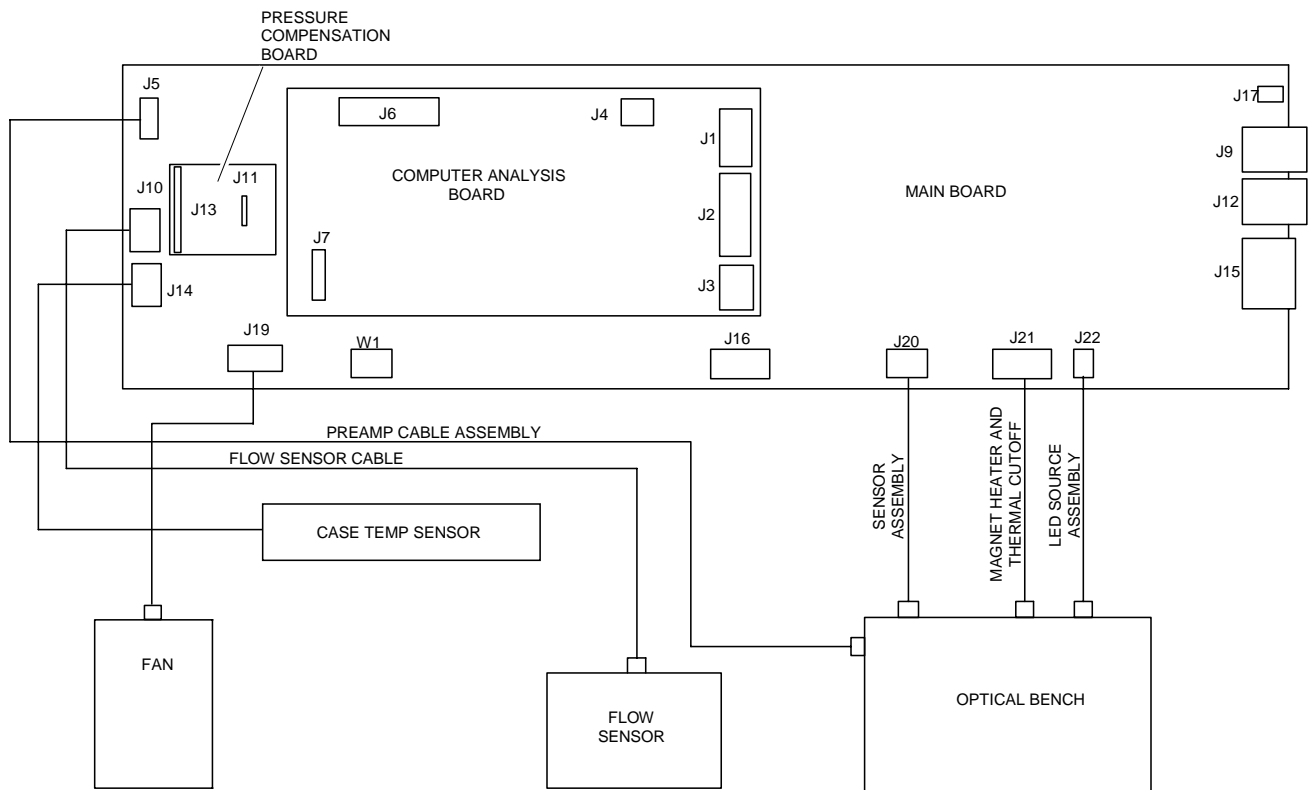 PRESSURE
COMPENSATION
BOARD
J5
J17
J6
J4
J1
J9
J10
J11
J13
COMPUTER ANALYSIS
BOARD
MAIN BOARD
J2
J12
J7
J3
J15
J14
J19
W1
J16
J20
J21
J22
PREAMP CABLE ASSEMBLY
FLOW SENSOR CABLE
CASE TEMP SENSOR
SENSOR
ASSEMBLY
MAGNET HEATER AND
THERMAL CUTOFF
LED SOURCE
ASSEMBLY
FAN
FLOW
SENSOR
OPTICAL BENCH